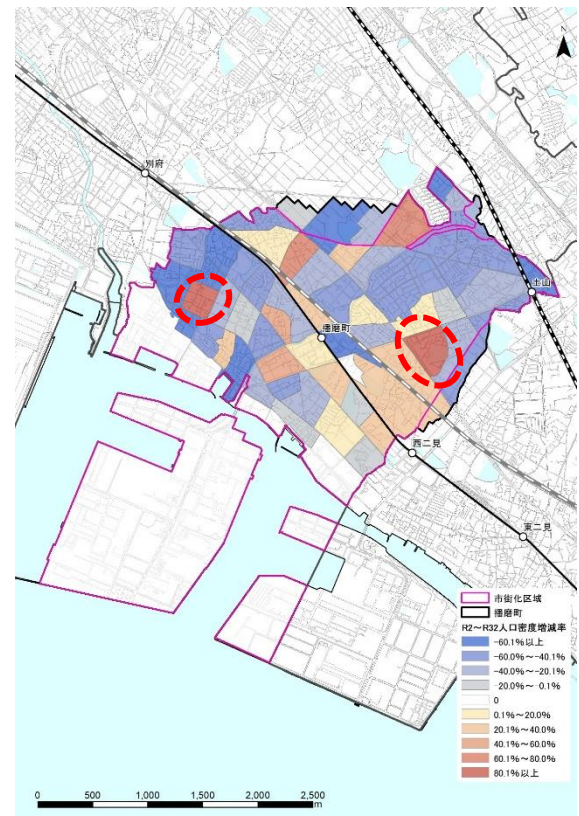 N
別府
土山
播磨町
西二見
東二見
市街化区域
播磨町
R2～R32人口密度増減率
-60.1%以上
-60.0%～-40.1%
-40.0%～-20.1%
-20.0%～-0.1%
0
0.1%～20.0%
20.1%～40.0%
40.1%～60.0%
60.1%～80.0%
80.1%以上
0 500 1,000 1,500 2,000 2,500
m